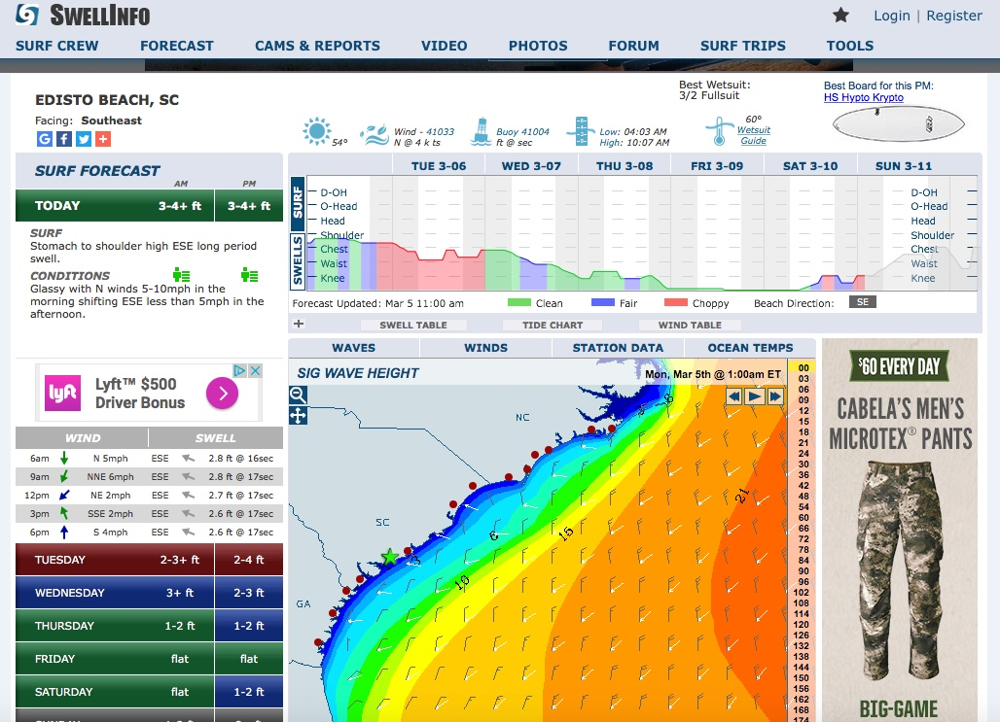 SWELLINFO
Login | Register
SURF CREW FORECAST CAMS & REPORTS VIDEO PHOTOS FORUM SURF TRIPS TOOLS
EDISTO BEACH, SC
Facing: Southeast
54°
Wind - 41033
N @ 4 k ts
Buoy 41004
ft @ sec
Low: 04:03 AM
High: 10:07 AM
Best Wetsuit:
3/2 Fullsuit
60°
Wetsuit
Guide
Best Board for this PM:
HS Hypto Krypto
SURF FORECAST
AM PM
TODAY 3-4+ ft 3-4+ ft
SURF
Stomach to shoulder high ESE long period
swell.
CONDITIONS
Glassy with N winds 5-10mph in the
morning shifting ESE less than 5mph in the
afternoon.
TUE 3-06 WED 3-07 THU 3-08 FRI 3-09 SAT 3-10 SUN 3-11
SURF
SWELLS
D-OH D-OH
O-Head O-Head
Head Head
Shoulder Shoulder
Chest Chest
Waist Waist
Knee Knee
Forecast Updated: Mar 5 11:00 am Clean Fair Choppy Beach Direction: SE
+ SWELL TABLE TIDE CHART WIND TABLE
WAVES WINDS STATION DATA OCEAN TEMPS
Lyft™ $500
Driver Bonus
lyft
WIND SWELL
6am N 5mph ESE 2.8 ft @ 16sec
9am NNE 6mph ESE 2.8 ft @ 17sec
12pm NE 2mph ESE 2.7 ft @ 17sec
3pm SSE 2mph ESE 2.6 ft @ 17sec
6pm S 4mph ESE 2.6 ft @ 17sec
TUESDAY 2-3+ ft 2-4 ft
WEDNESDAY 3+ ft 2-3 ft
THURSDAY 1-2 ft 1-2 ft
FRIDAY flat flat
SATURDAY flat 1-2 ft
SUNDAY
SIG WAVE HEIGHT
Mon, Mar 5th @ 1:00am ET
NC
SC
GA
6
3
6
10
15
21
00
03
06
09
12
15
18
21
24
30
36
42
48
54
60
66
72
78
84
90
96
102
108
114
120
126
132
138
144
150
156
162
168
174
$60 EVERY DAY
CABELA'S MEN'S
MICROTEX® PANTS
BIG-GAME